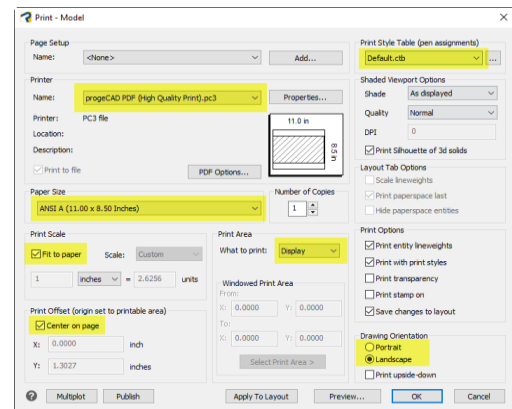 Print - Model
Page Setup
Name: <None> Add...
Printer
Name: progeCAD PDF (High Quality Print).pc3 Properties...
Printer: PC3 file
Location:
Description:
Print to file PDF Options...
11.0 in
8.5 in
Paper Size
ANSI A (11.00 x 8.50 Inches)
Number of Copies
1
Print Scale
Fit to paper Scale: Custom
1 inches = 2.6256 units
Print Offset (origin set to printable area)
Center on page
X: 0.0000 inch
Y: 1.3027 inches
Print Area
What to print: Display
Windowed Print Area
From:
X: 0.0000 Y: 0.0000
To:
X: 0.0000 Y: 0.0000
Select Print Area >
Print Style Table (pen assignments)
Default.ctb ...
Shaded Viewport Options
Shade As displayed
Quality Normal
DPI 0
Print Silhouette of 3d solids
Layout Tab Options
Scale lineweights
Print paperspace last
Hide paperspace entities
Print Options
Print entity lineweights
Print with print styles
Print transparency
Print stamp on
Save changes to layout
Drawing Orientation
Portrait
Landscape
Print upside-down
? Multiplot Publish Apply To Layout Preview... OK Cancel